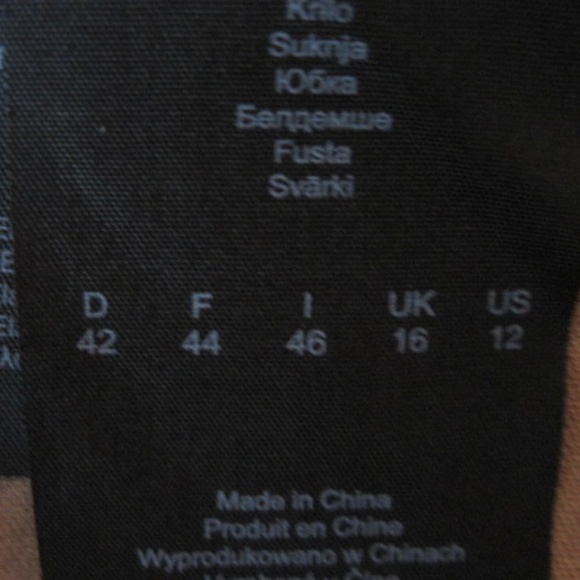 Krilo
Suknja
Юбка
Белдемше
Fusta
Svārki
D F I UK US
42 44 46 16 12
Made in China
Produit en Chine
Wyprodukowano w Chinach